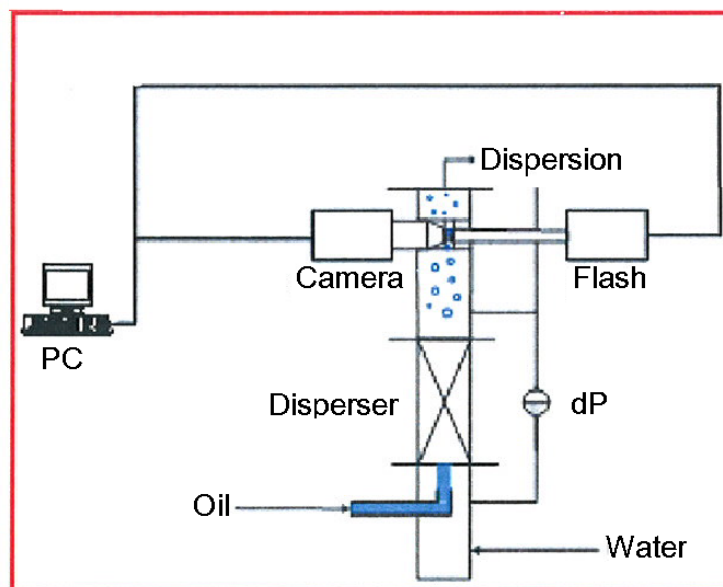 Dispersion
Camera
Flash
PC
Disperser
dP
Oil
Water